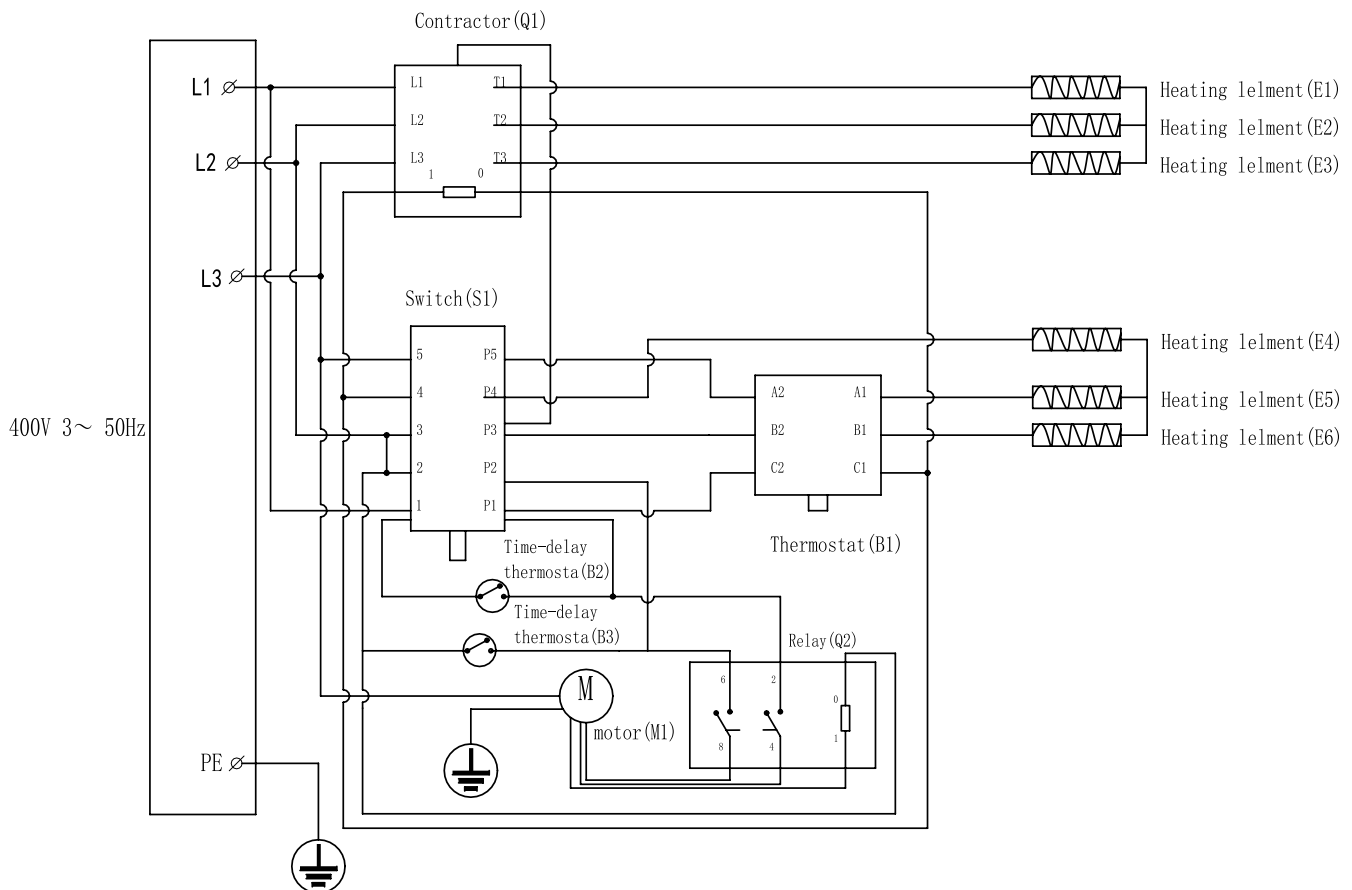 Contractor(Q1)
L1
L1
T1
Heating lelment(E1)
L2
T2
Heating lelment(E2)
L2
L3
T3
Heating lelment(E3)
1
0
L3
Switch(S1)
Heating lelment(E4)
5
P5
4
P4
A2
A1
Heating lelment(E5)
400V 3～ 50Hz
3
P3
B2
B1
Heating lelment(E6)
2
P2
C2
C1
1
P1
Thermostat(B1)
Time-delay
thermosta(B2)
Time-delay
thermosta(B3)
Relay(Q2)
M
motor(M1)
6
2
0
8
4
1
PE